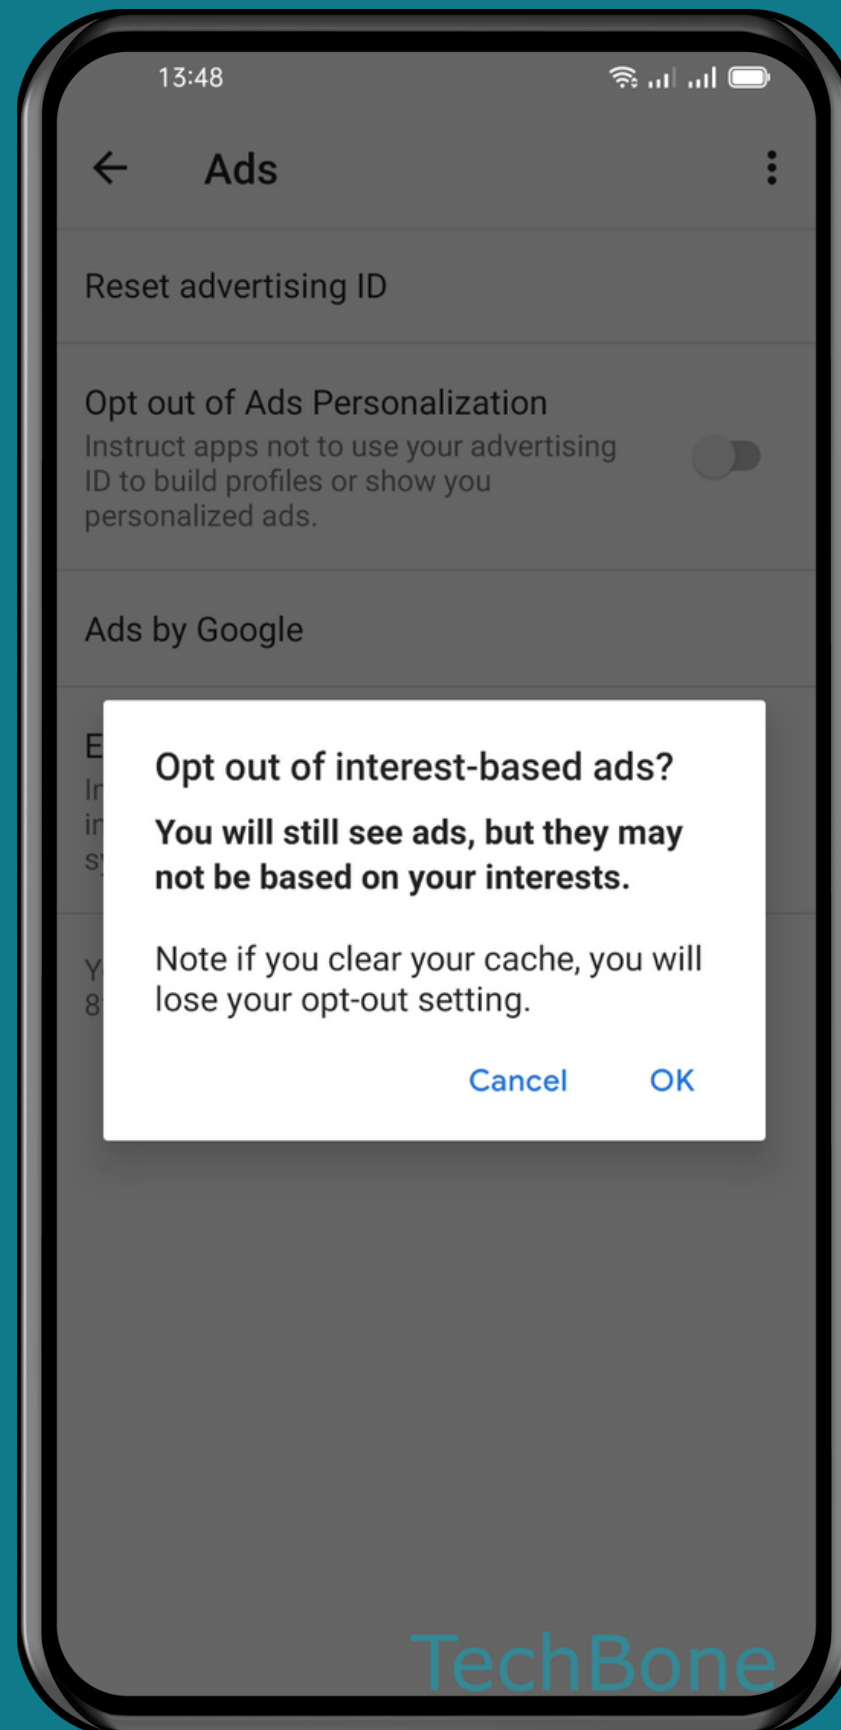 13:48
Ads
Reset advertising ID
Opt out of Ads Personalization
Instruct apps not to use your advertising
ID to build profiles or show you
personalized ads.
Ads by Google
Opt out of interest-based ads?
You will still see ads, but they may
not be based on your interests.
Note if you clear your cache, you will
lose your opt-out setting.
Cancel OK
TechBone